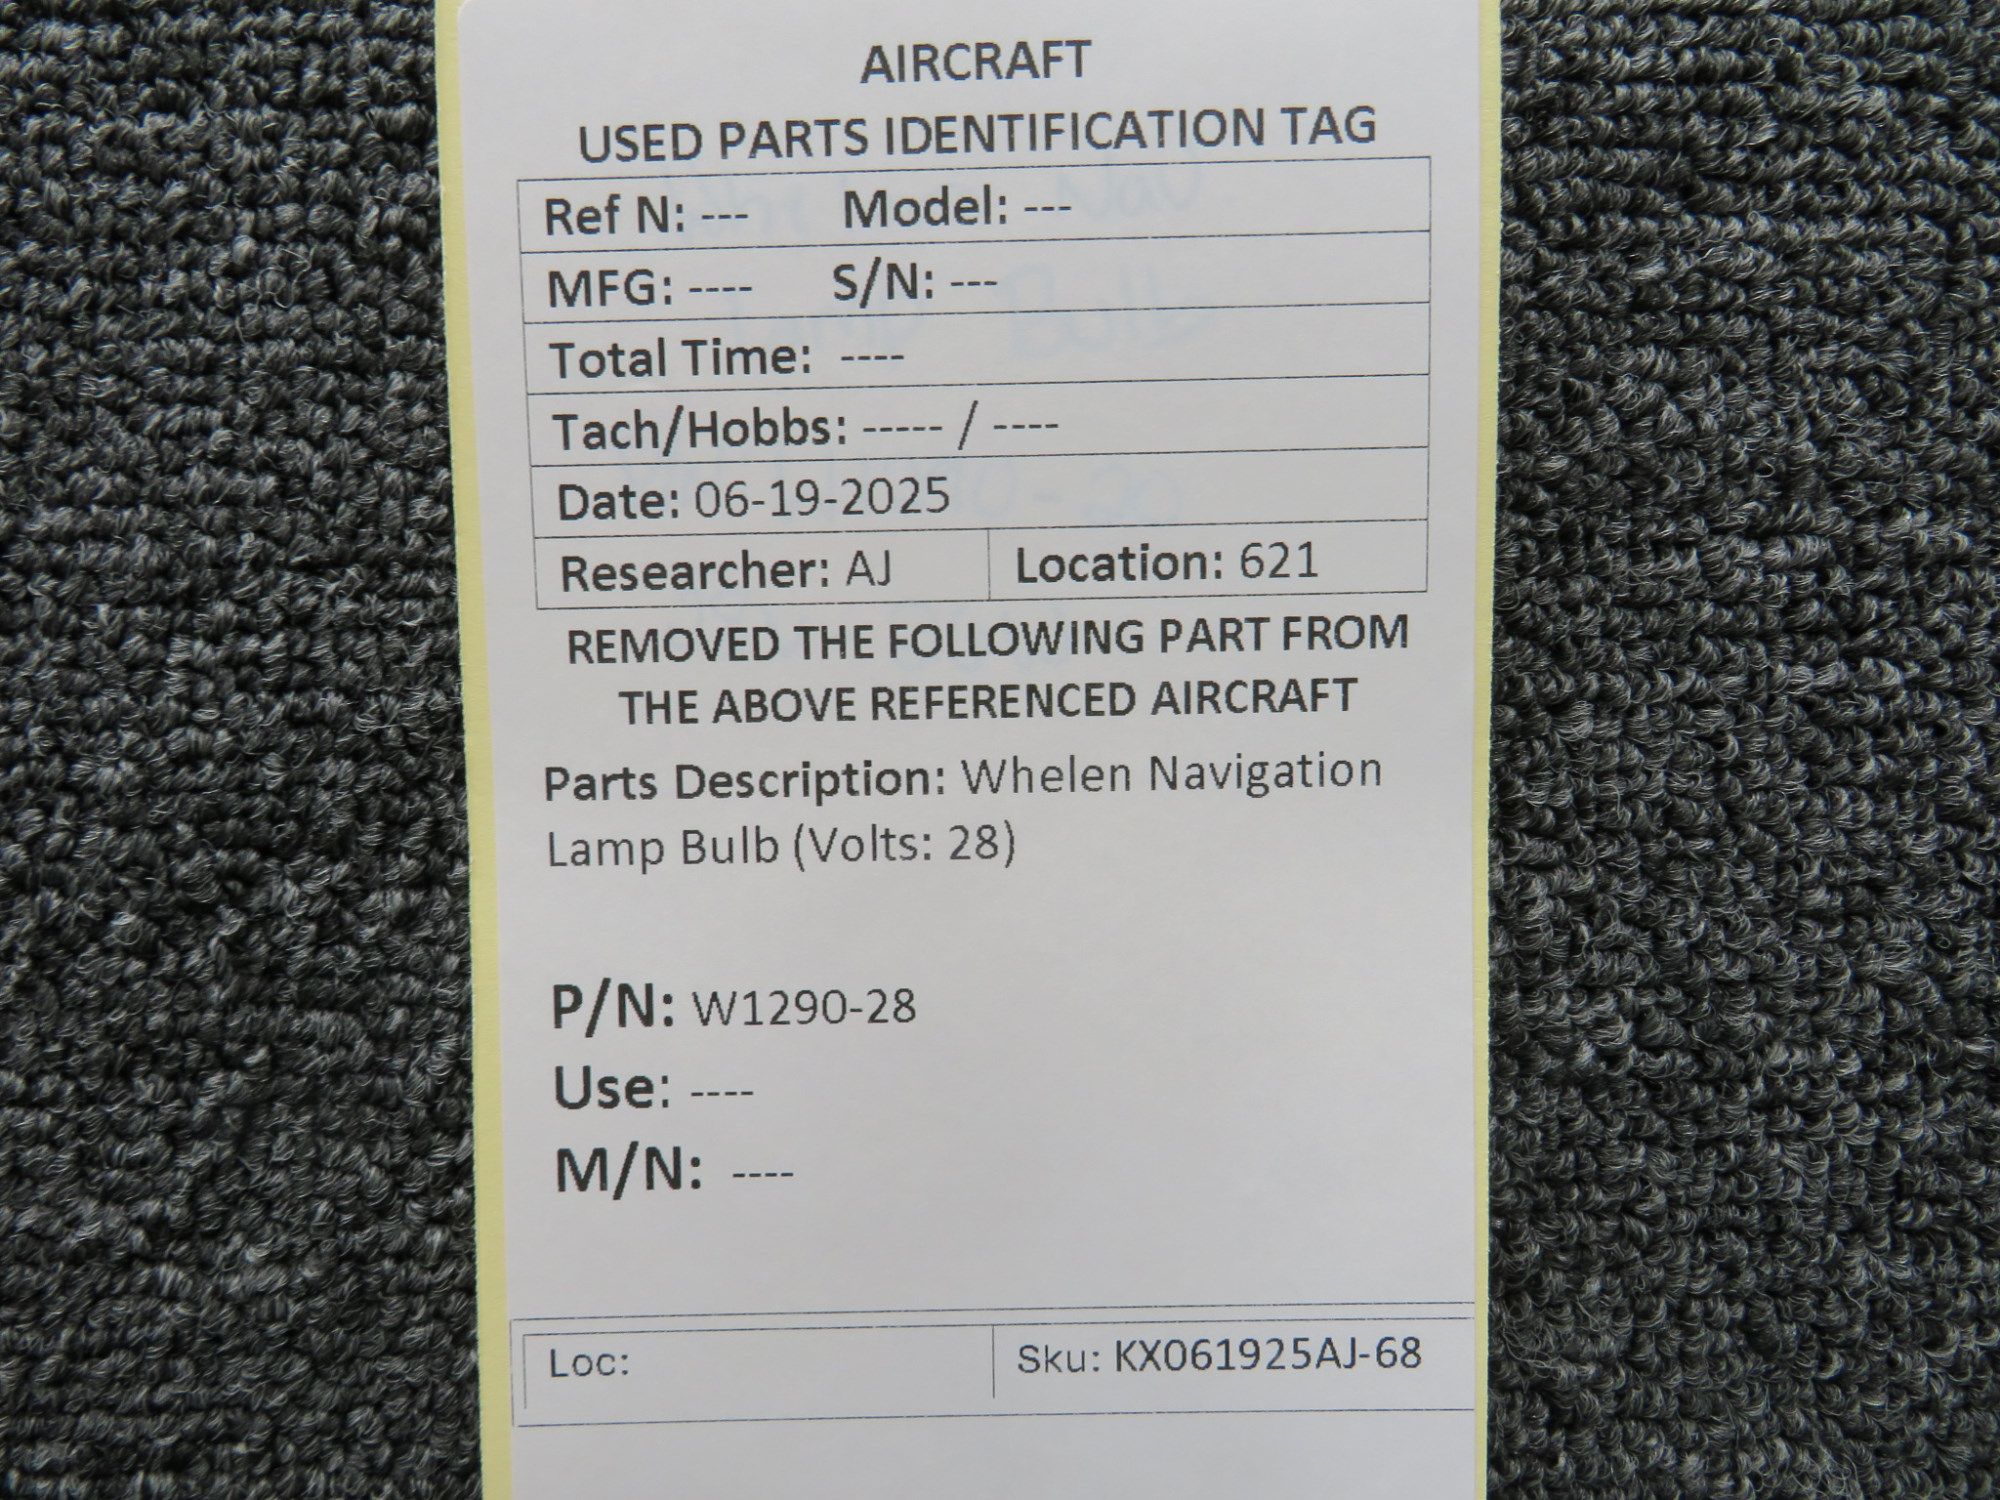 AIRCRAFT
USED PARTS IDENTIFICATION TAG
Ref N: --- Model: ---
MFG: ---- S/N: ---
Total Time: ----
Tach/Hobbs: ----- / ----
Date: 06-19-2025
Researcher: AJ Location: 621
REMOVED THE FOLLOWING PART FROM
THE ABOVE REFERENCED AIRCRAFT
Parts Description: Whelen Navigation
Lamp Bulb (Volts: 28)
P/N: W1290-28
Use: ----
M/N: ----
Loc: Sku: KX061925AJ-68